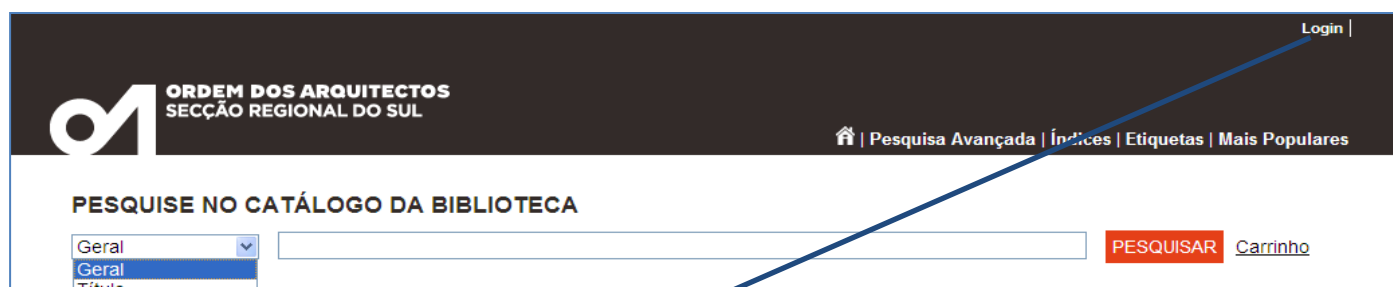 Login |
ORDEM DOS ARQUITECTOS
SECÇÃO REGIONAL DO SUL
| Pesquisa Avançada | Índices | Etiquetas | Mais Populares
PESQUISE NO CATÁLOGO DA BIBLIOTECA
Geral PESQUISAR Carrinho
Geral
Título